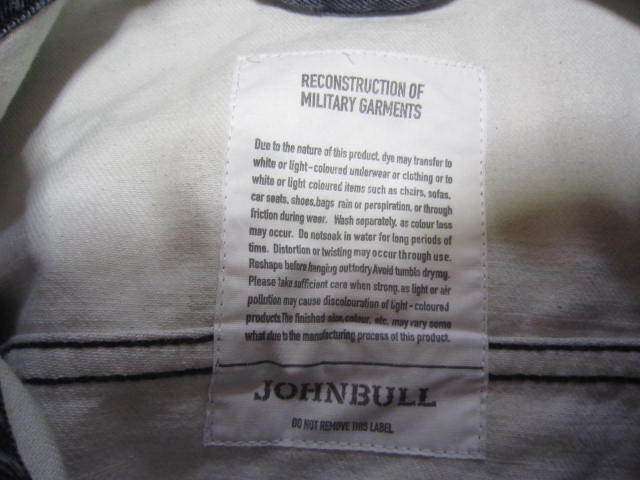 RECONSTRUCTION OF
MILITARY GARMENTS
Due to the nature of this product, dye may transfer to
white or light-coloured underwear or clothing or to
white or light coloured items such as chairs, sofas,
car seats, shoes,bags rain or perspiration, or through
friction during wear. Wash separately, as colour loss
may occur. Do notsoak in water for long periods of
time. Distortion or twisting may occur through use.
Reshape before hanging outtodry.Avoid tumble drymg.
Please take sufficient care when strong, as light or air
pollution may cause discolouration of light-coloured
products.The finished size,colour, etc. may vary some
what due to the manufacturing process of this product.
JOHNBULL
DO NOT REMOVE THIS LABEL